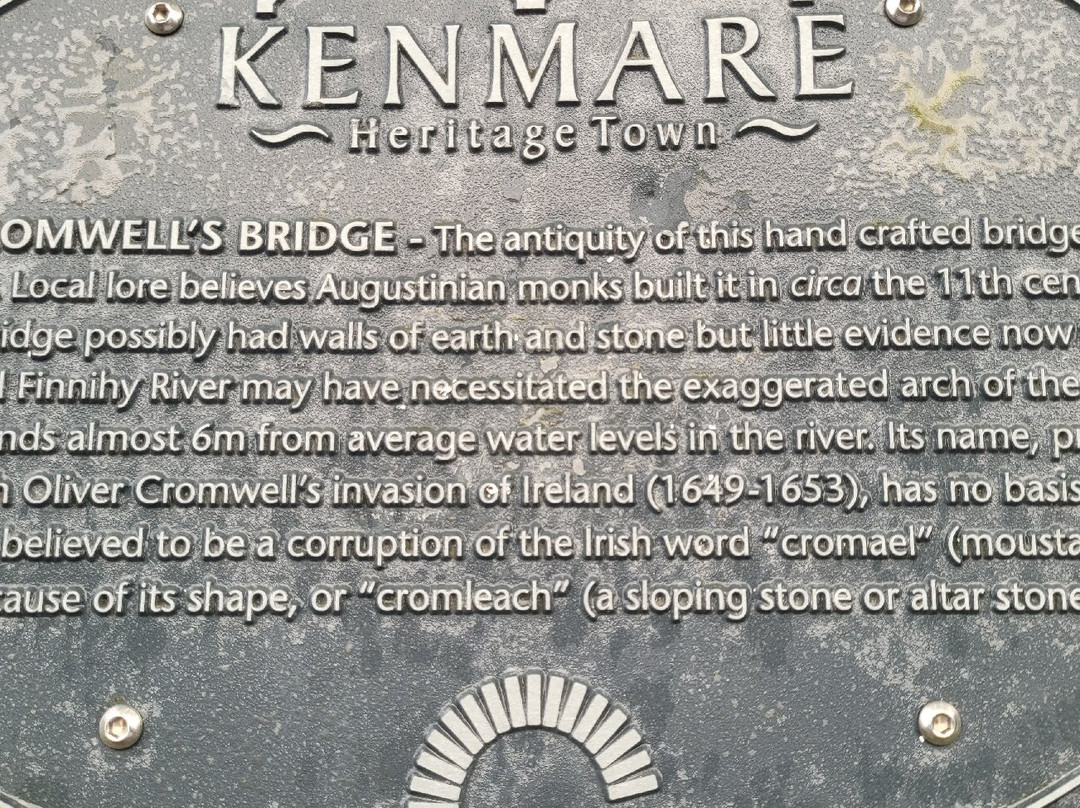 KENMARE
Heritage Town
OMWELL'S BRIDGE - The antiquity of this hand crafted bridge
Local lore believes Augustinian monks built it in circa the 11th cen
idge possibly had walls of earth and stone but little evidence now
Finnihy River may have necessitated the exaggerated arch of the
nds almost 6m from average water levels in the river. Its name, pr
Oliver Cromwell's invasion of Ireland (1649-1653), has no basis
believed to be a corruption of the Irish word "cromael" (mousta
cause of its shape, or "cromleach" (a sloping stone or altar stone